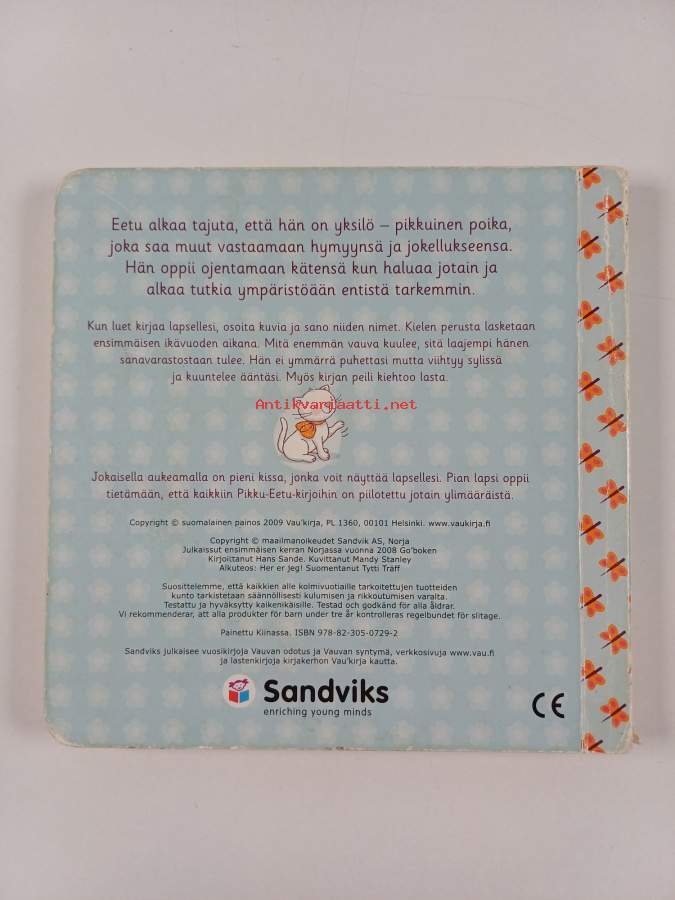 Eetu alkaa tajuta, että hän on yksilö – pikkuinen poika,
joka saa muut vastaamaan hymyynsä ja jokellukseensa.
Hän oppii ojentamaan kätensä kun haluaa jotain ja
alkaa tutkia ympäristöään entistä tarkemmin.
Kun luet kirjaa lapsellesi, osoita kuvia ja sano niiden nimet. Kielen perusta lasketaan
ensimmäisen ikävuoden aikana. Mitä enemmän vauva kuulee, sitä laajempi hänen
sanavarastostaan tulee. Hän ei ymmärrä puhettasi mutta viihtyy sylissä
ja kuuntelee ääntäsi. Myös kirjan peili kiehtoo lasta.
Antikvariaatti.net
Jokaisella aukeamalla on pieni kissa, jonka voit näyttää lapsellesi. Pian lapsi oppii
tietämään, että kaikkiin Pikku-Eetu-kirjoihin on piilotettu jotain ylimääräistä.
Copyright © suomalainen painos 2009 Vau'kirja, PL 1360, 00101 Helsinki. www.vaukirja.fi
Copyright © maailmanoikeudet Sandvik AS, Norja
Julkaissut ensimmäisen kerran Norjassa vuonna 2008 Go'boken
Kirjoittanut Hans Sande. Kuvittanut Mandy Stanley
Alkuteos: Her er jeg! Suomentanut Tytti Träff
Suosittelemme, että kaikkien alle kolmivuotiaille tarkoitettujen tuotteiden
kunto tarkistetaan säännöllisesti kulumisen ja rikkoutumisen varalta.
Testattu ja hyväksytty kaikenikäisille. Testad och godkänd för alla åldrar.
Vi rekommenderar, att alla produkter för barn under tre år kontrolleras regelbundet för slitage.
Painettu Kiinassa. ISBN 978-82-305-0729-2
Sandviks julkaisee vuosikirjoja Vauvan odotus ja Vauvan syntymä, verkkosivuja www.vau.fi
ja lastenkirjoja kirjakerhon Vau'kirja kautta.
Sandviks
enriching young minds
CE